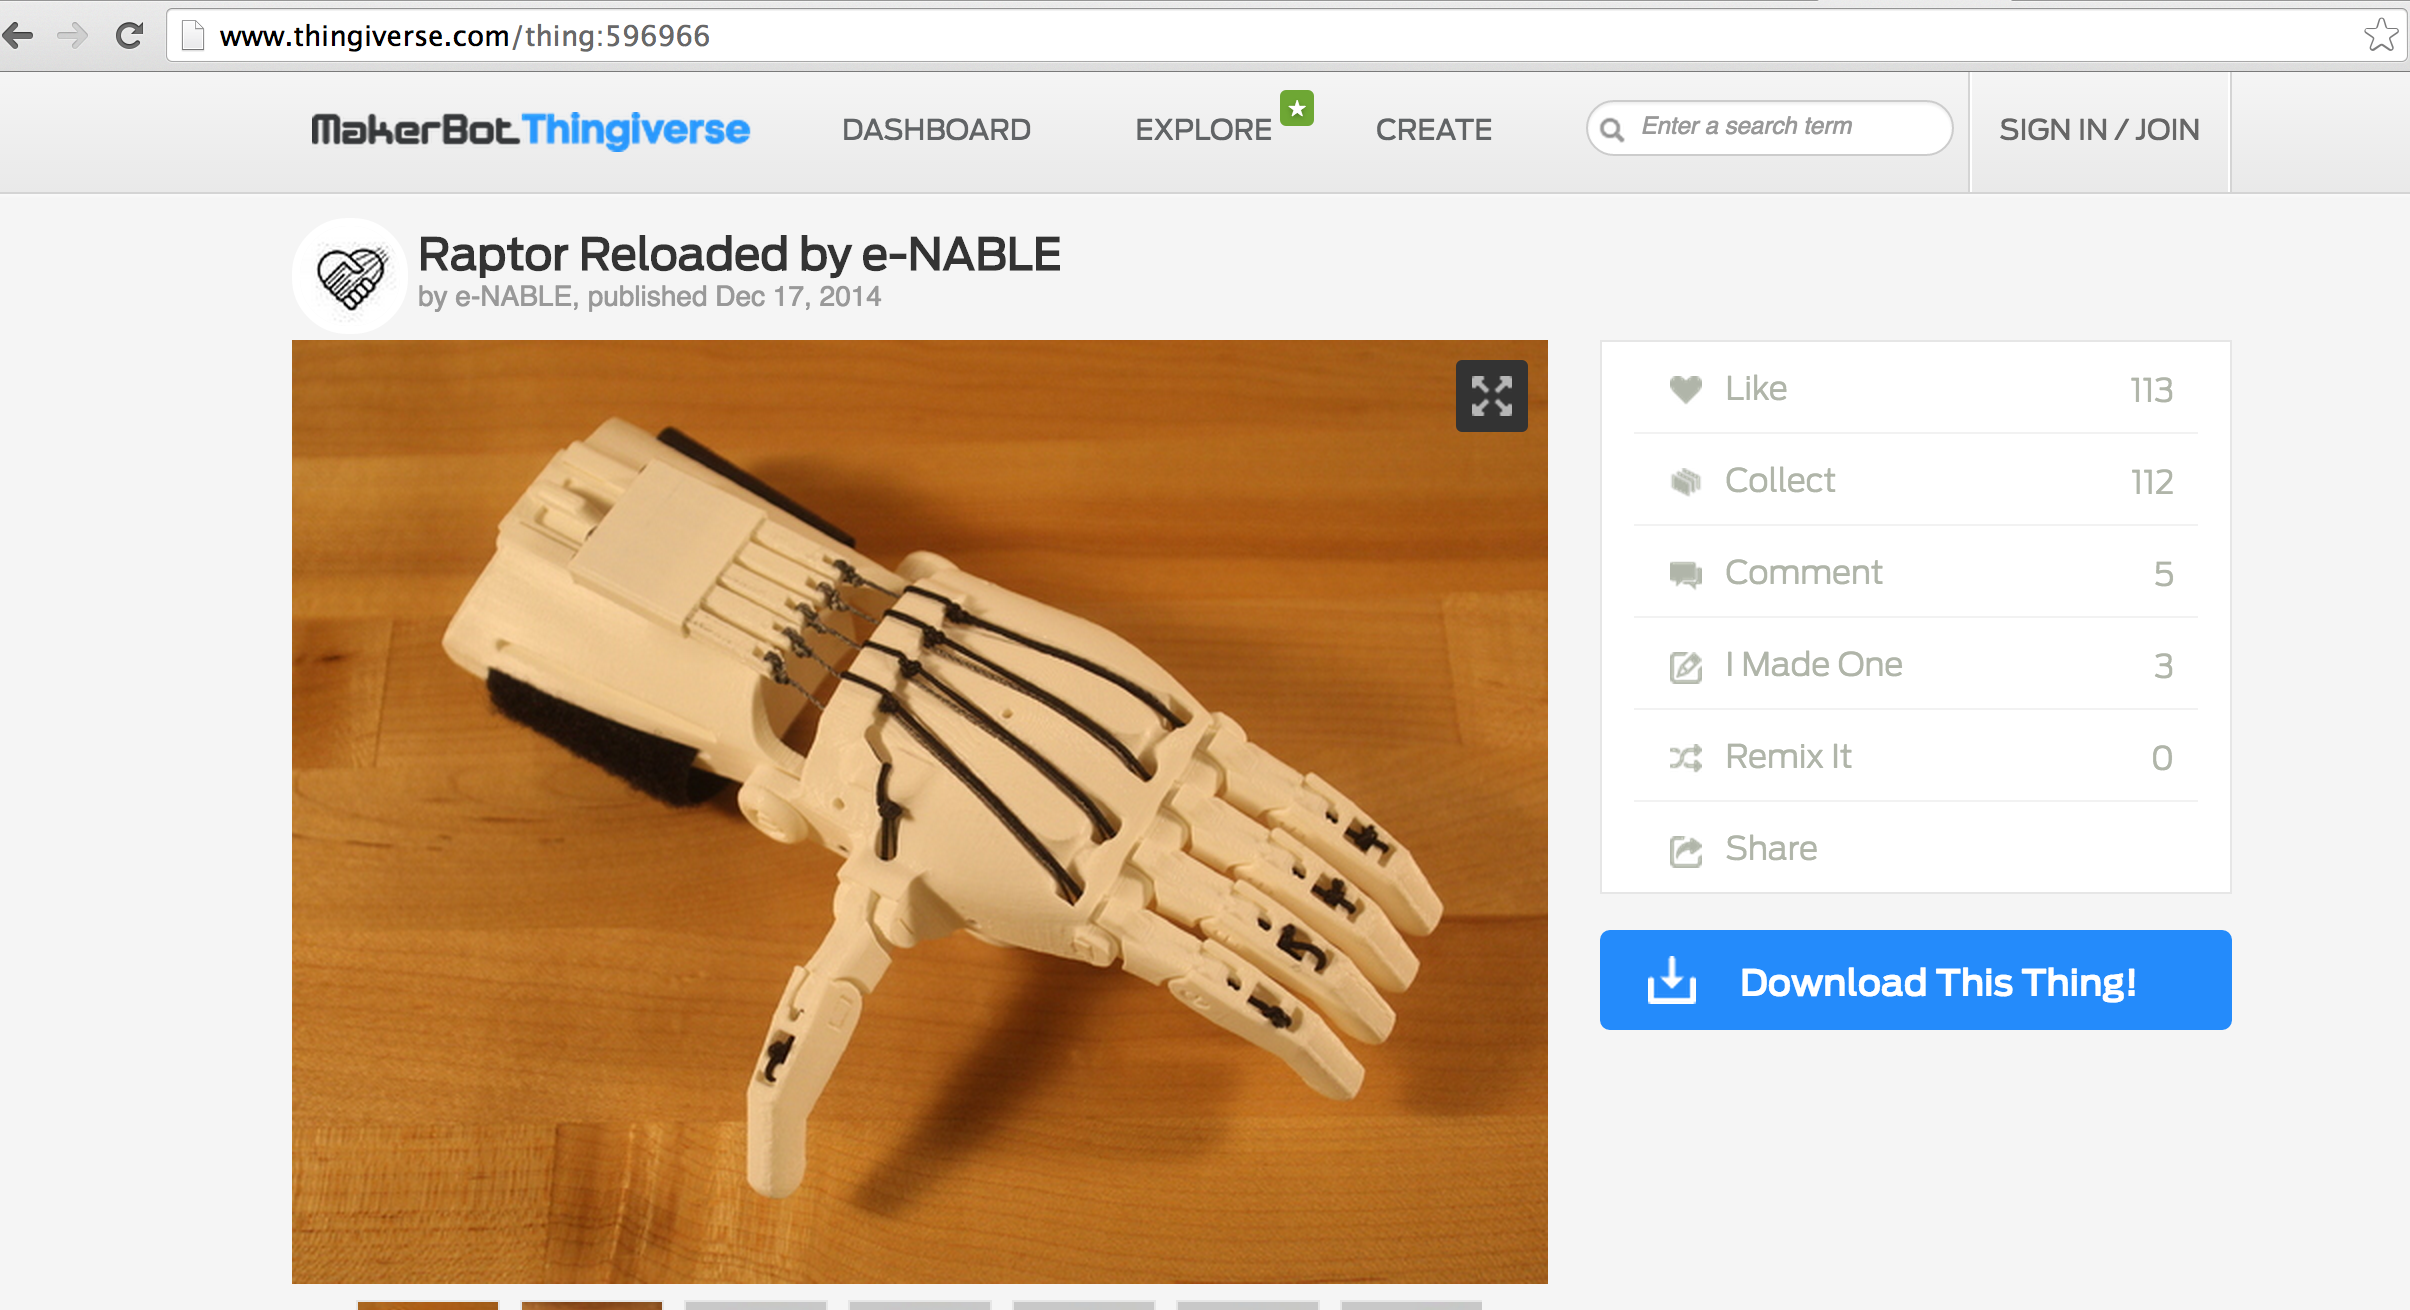 www.thingiverse.com/thing:596966
MakerBot Thingiverse
DASHBOARD
EXPLORE
CREATE
Enter a search term
SIGN IN / JOIN
Raptor Reloaded by e-NABLE
by e-NABLE, published Dec 17, 2014
Like 113
Collect 112
Comment 5
I Made One 3
Remix It 0
Share
Download This Thing!